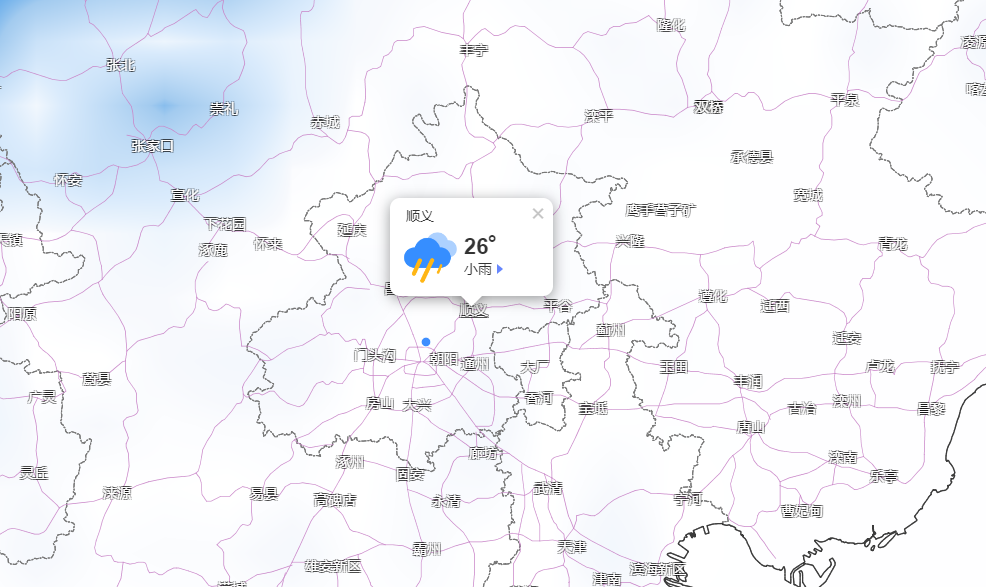 隆化
丰宁
张北
平泉
双桥
崇礼
滦平
赤城
张家口
承德县
怀安
宣化
宽城
鹰手营子矿
顺义
下花园
延庆
26°
兴隆
怀来
青龙
涿鹿
小雨
遵化
平谷
迁西
顺义
阳原
蓟州
迁安
门头沟
朝阳
通州
大厂
玉田
卢龙
抚宁
蔚县
丰润
广灵
香河
房山
大兴
宝坻
古冶
滦州
昌黎
唐山
廊坊
滦南
涿州
灵丘
固安
乐亭
武清
涞源
易县
高碑店
永清
宁河
曹妃甸
霸州
天津
雄安新区
滨海新区
津南